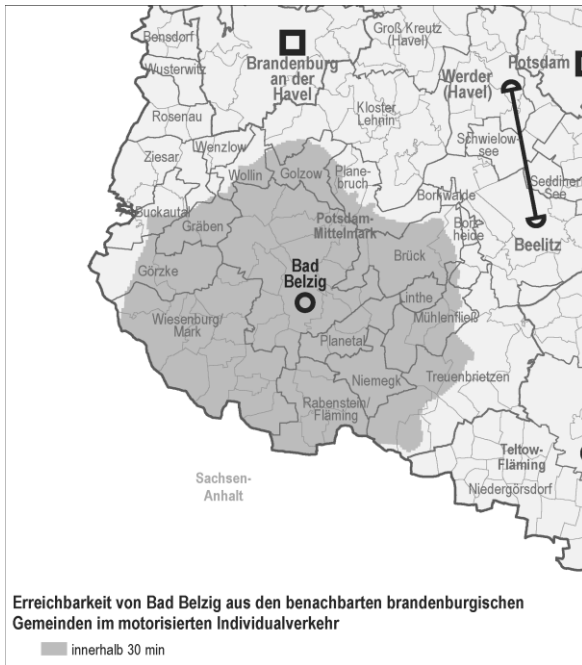 Bensdorf
Groß Kreutz
(Havel)
Brandenburg
an der
Havel
Potsdam
Wusterwitz
Werder
(Havel)
Kloster
Lehnin
Rosenau
Schwielow-
see
Wenzlow
Ziesar
Wollin
Golzow
Plane-
bruch
Seddiner
See
Borkwalde
Buckautal
Gräben
Potsdam-
Mittelmark
Bork-
heide
Beelitz
Görzke
Bad
Belzig
Brück
Linthe
Mühlenfließ
Wiesenburg/
Mark
Planetal
Niemegk
Treuenbrietzen
Rabenstein/
Fläming
Teltow-
Fläming
Niedergörsdorf
Sachsen-
Anhalt
Erreichbarkeit von Bad Belzig aus den benachbarten brandenburgischen
Gemeinden im motorisierten Individualverkehr
innerhalb 30 min